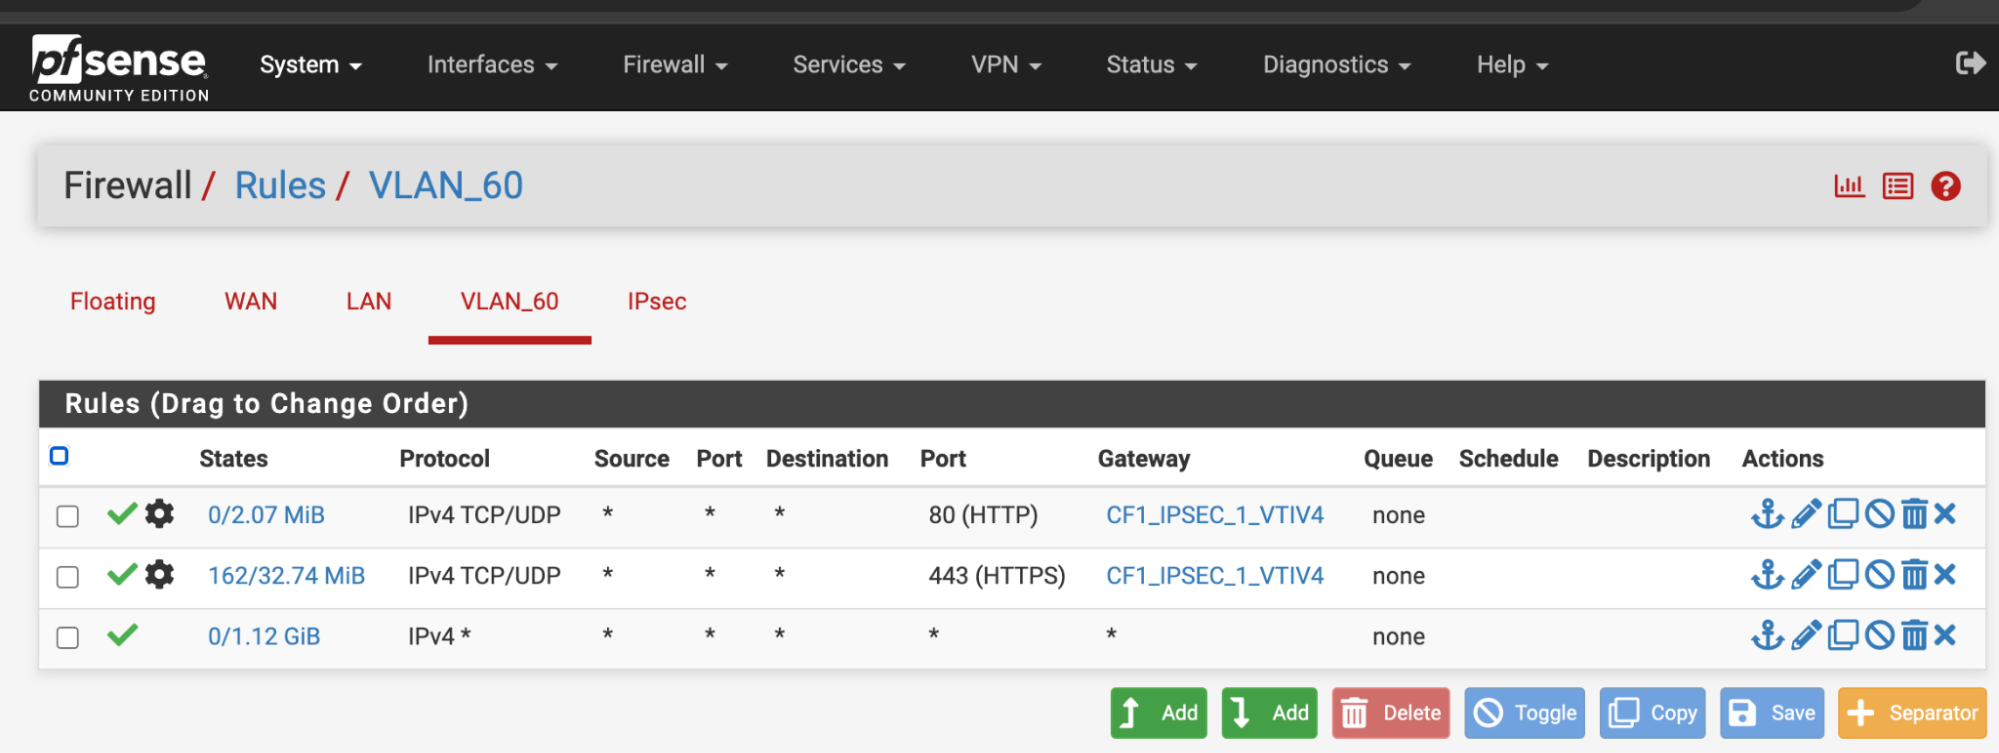 pfsense
COMMUNITY EDITION
System Interfaces Firewall Services VPN Status Diagnostics Help
Firewall / Rules / VLAN_60
Floating WAN LAN VLAN_60 IPsec
Rules (Drag to Change Order)
States Protocol Source Port Destination Port Gateway Queue Schedule Description Actions
0/2.07 MiB IPv4 TCP/UDP * * * 80 (HTTP) CF1_IPSEC_1_VTIV4 none
162/32.74 MiB IPv4 TCP/UDP * * * 443 (HTTPS) CF1_IPSEC_1_VTIV4 none
0/1.12 GiB IPv4 * * * * * * none
Add Add Delete Toggle Copy Save Separator